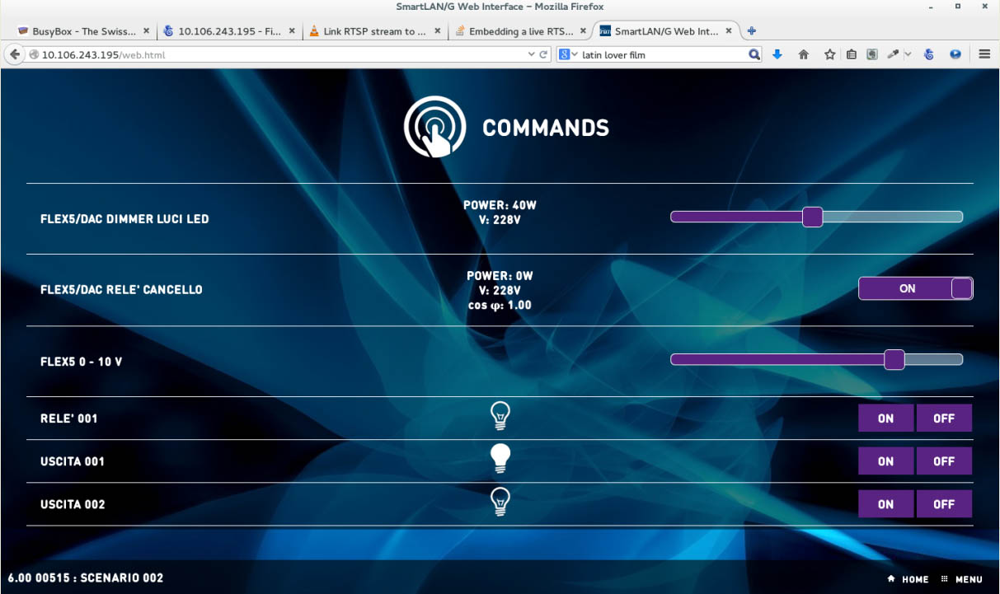 SmartLAN/G Web Interface – Mozilla Firefox
BusyBox - The Swiss... × 10.106.243.195 - Fi... × Link RTSP stream to ... × Embedding a live RTS... × SmartLAN/G Web Int... ×
10.106.243.195/web.html latin lover film
COMMANDS
FLEX5/DAC DIMMER LUCI LED
POWER: 40W
V: 228V
FLEX5/DAC RELE' CANCELLO
POWER: 0W
V: 228V
cos φ: 1.00
ON
FLEX5 0 - 10 V
RELE' 001 ON OFF
USCITA 001 ON OFF
USCITA 002 ON OFF
6.00 00515 : SCENARIO 002 HOME MENU